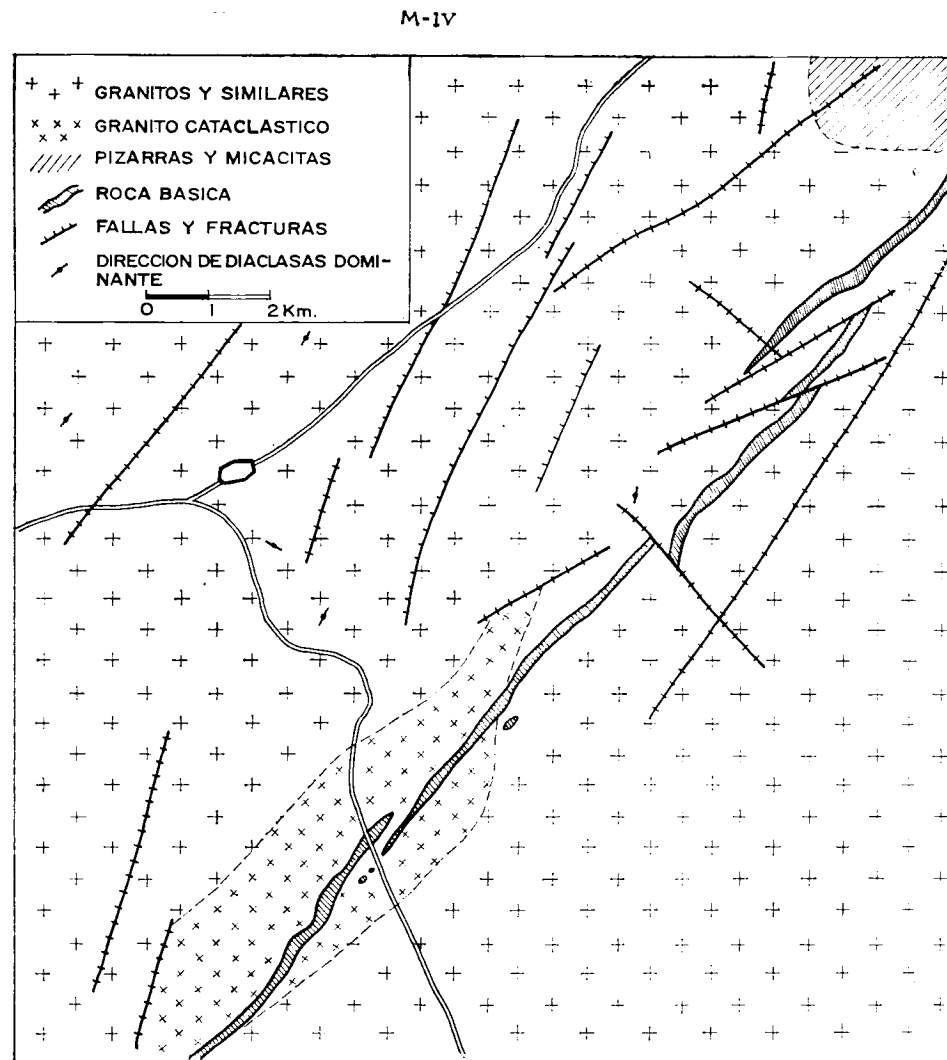 M-IV
GRANITOS Y SIMILARES
GRANITO CATACLASTICO
PIZARRAS Y MICACITAS
ROCA BASICA
FALLAS Y FRACTURAS
DIRECCION DE DIACLASAS DOMI-
NANTE
0 1 2 Km.